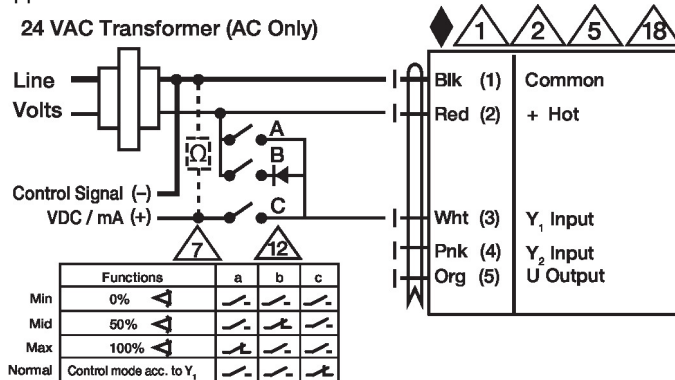 24 VAC Transformer (AC Only)
1 2 5 18
Line
Volts
Blk (1) Common
Red (2) + Hot
A
Ω
B
Control Signal (−)
VDC / mA (+)
C
Wht (3) Y1 Input
Pnk (4) Y2 Input
Org (5) U Output
7 12
Functions a b c
Min 0%
Mid 50%
Max 100%
Normal Control mode acc. to Y1